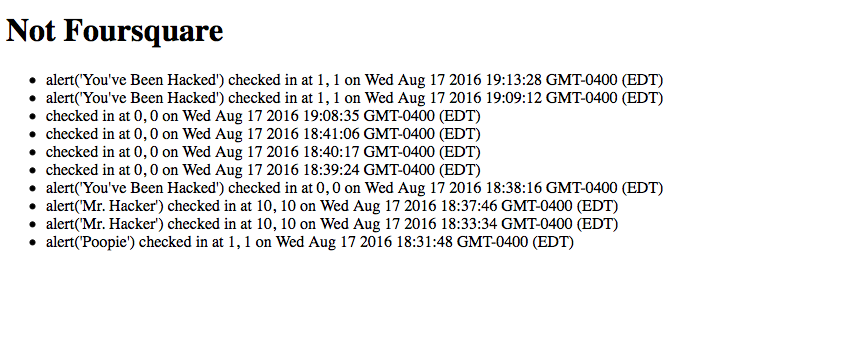 Not Foursquare
alert('You've Been Hacked') checked in at 1, 1 on Wed Aug 17 2016 19:13:28 GMT-0400 (EDT)
alert('You've Been Hacked') checked in at 1, 1 on Wed Aug 17 2016 19:09:12 GMT-0400 (EDT)
checked in at 0, 0 on Wed Aug 17 2016 19:08:35 GMT-0400 (EDT)
checked in at 0, 0 on Wed Aug 17 2016 18:41:06 GMT-0400 (EDT)
checked in at 0, 0 on Wed Aug 17 2016 18:40:17 GMT-0400 (EDT)
checked in at 0, 0 on Wed Aug 17 2016 18:39:24 GMT-0400 (EDT)
alert('You've Been Hacked') checked in at 0, 0 on Wed Aug 17 2016 18:38:16 GMT-0400 (EDT)
alert('Mr. Hacker') checked in at 10, 10 on Wed Aug 17 2016 18:37:46 GMT-0400 (EDT)
alert('Mr. Hacker') checked in at 10, 10 on Wed Aug 17 2016 18:33:34 GMT-0400 (EDT)
alert('Poopie') checked in at 1, 1 on Wed Aug 17 2016 18:31:48 GMT-0400 (EDT)